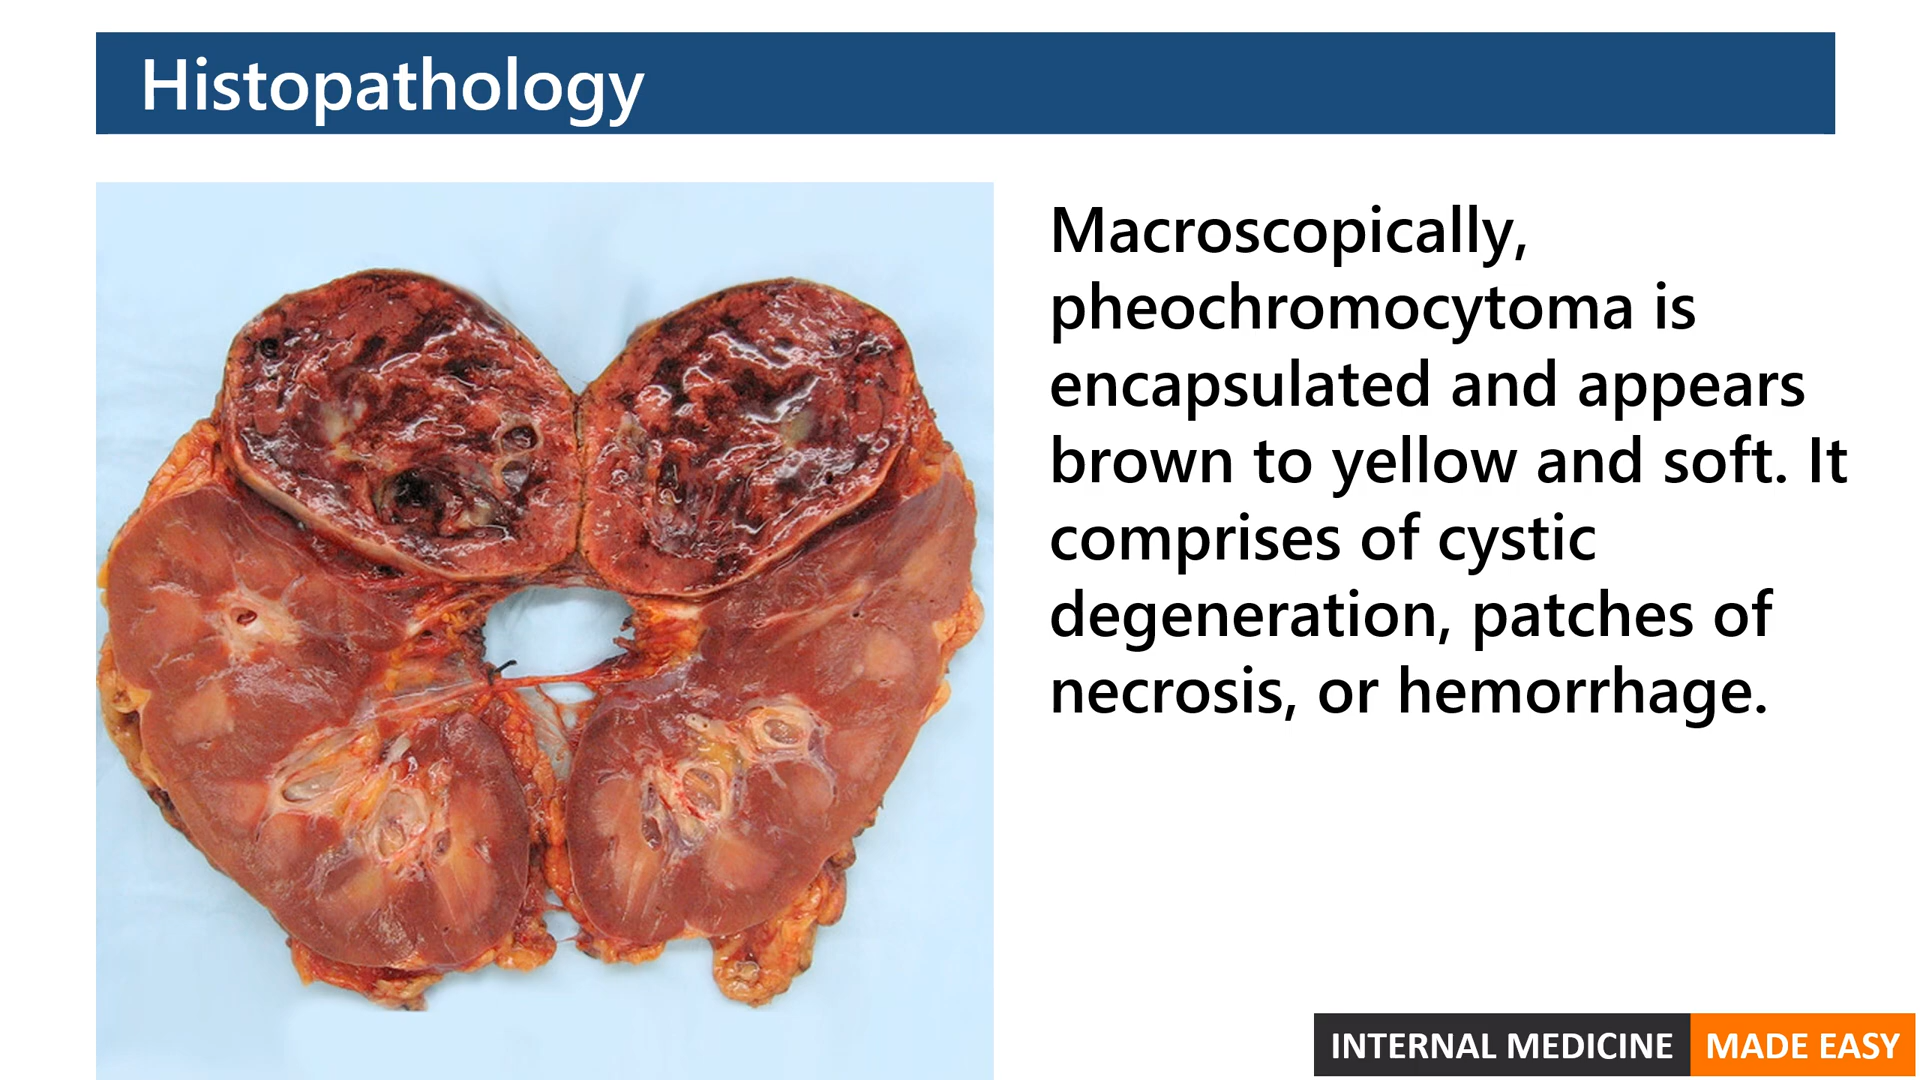 Histopathology
Macroscopically,
pheochromocytoma is
encapsulated and appears
brown to yellow and soft. It
comprises of cystic
degeneration, patches of
necrosis, or hemorrhage.
INTERNAL MEDICINE MADE EASY